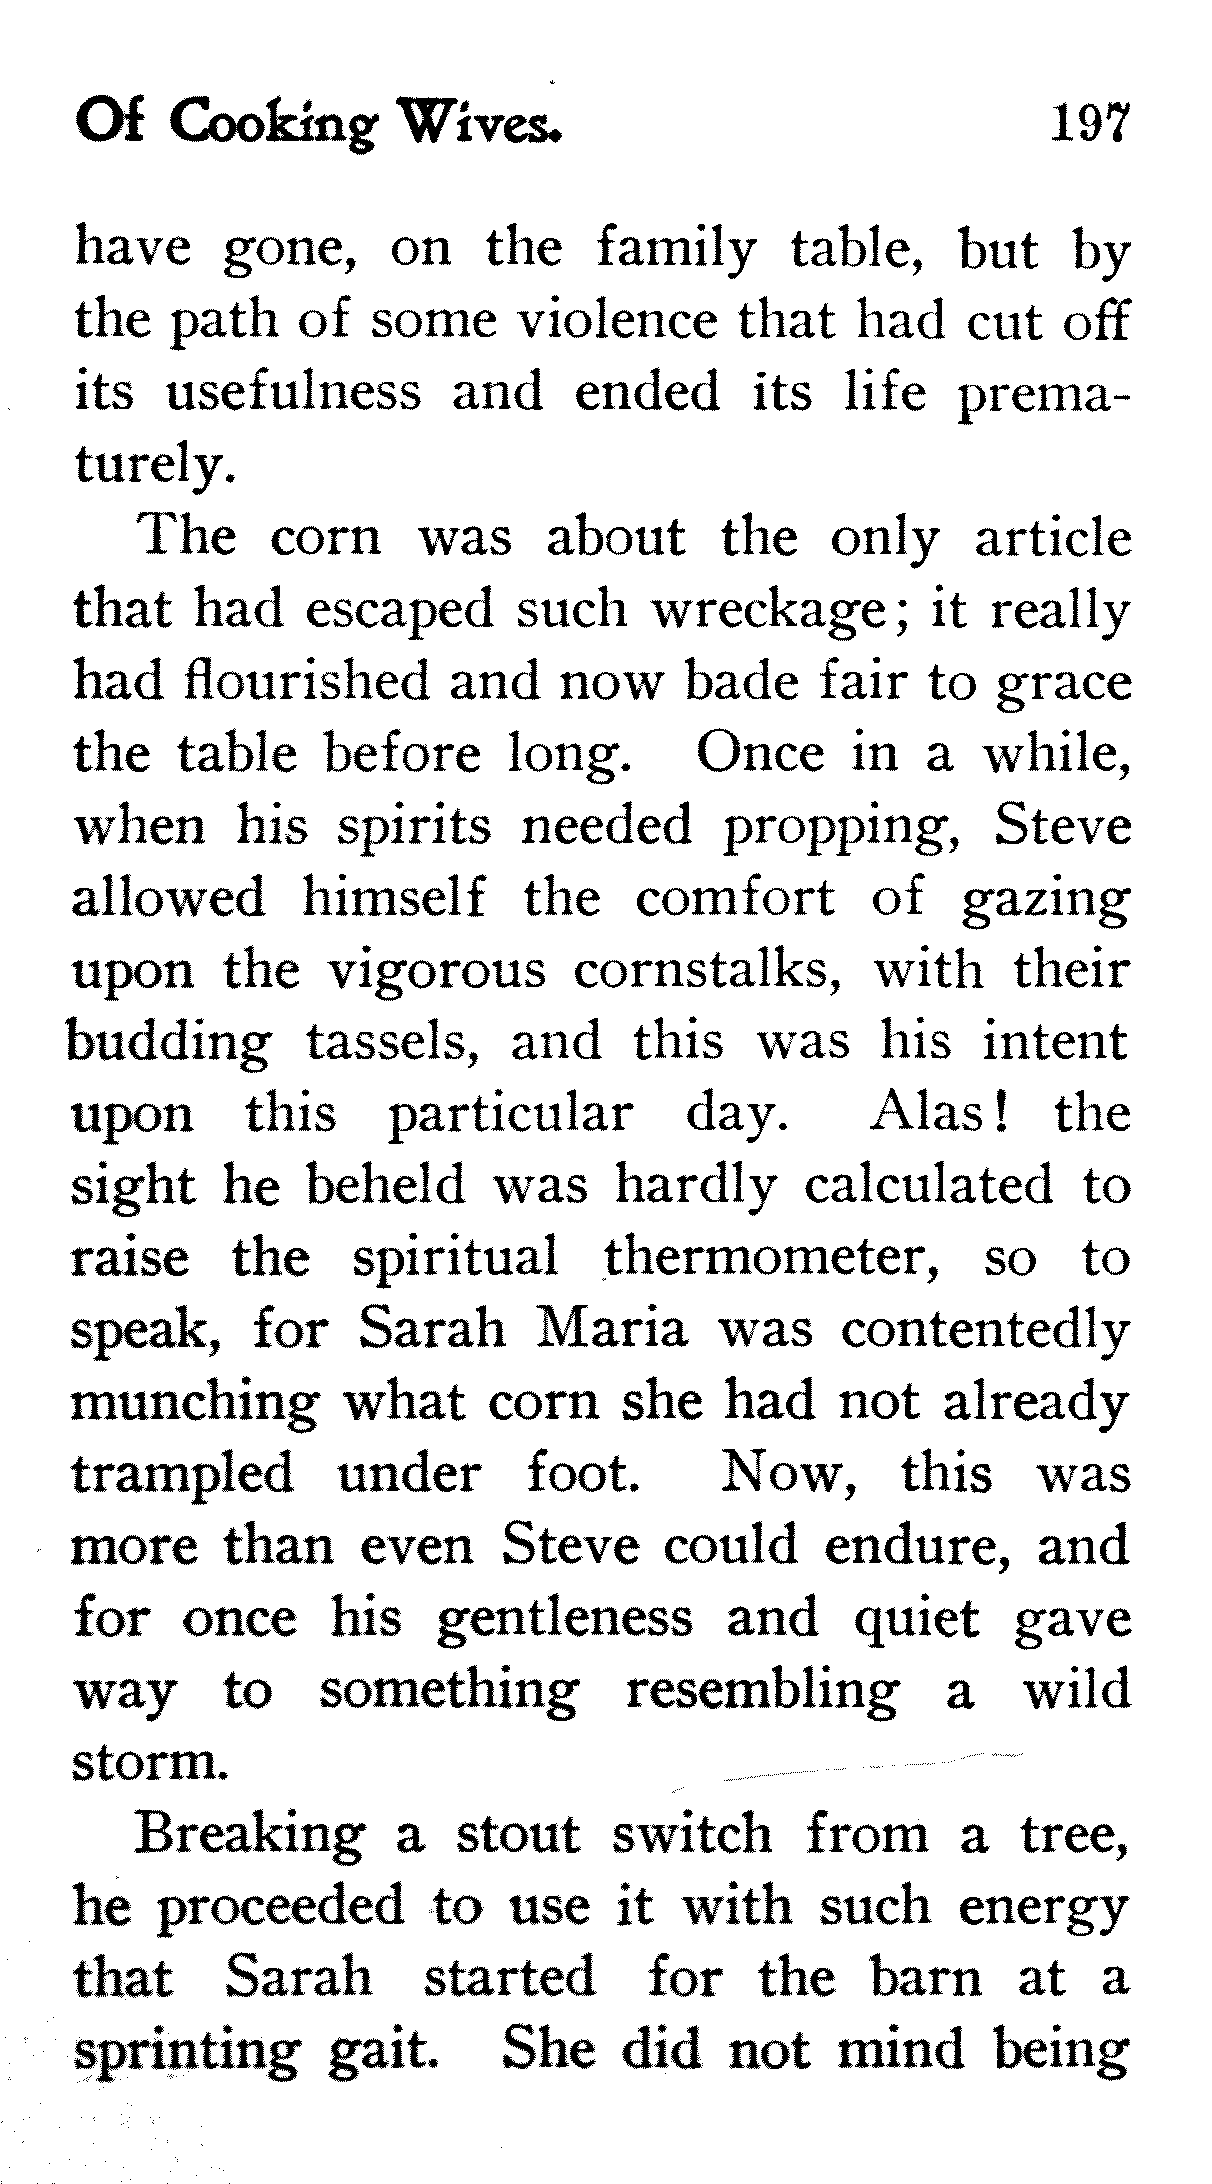 Of Cooking Wives. 197
have gone, on the family table, but by
the path of some violence that had cut off
its usefulness and ended its life prema-
turely.
The corn was about the only article
that had escaped such wreckage; it really
had flourished and now bade fair to grace
the table before long. Once in a while,
when his spirits needed propping, Steve
allowed himself the comfort of gazing
upon the vigorous cornstalks, with their
budding tassels, and this was his intent
upon this particular day. Alas! the
sight he beheld was hardly calculated to
raise the spiritual thermometer, so to
speak, for Sarah Maria was contentedly
munching what corn she had not already
trampled under foot. Now, this was
more than even Steve could endure, and
for once his gentleness and quiet gave
way to something resembling a wild
storm.
Breaking a stout switch from a tree,
he proceeded to use it with such energy
that Sarah started for the barn at a
sprinting gait. She did not mind being